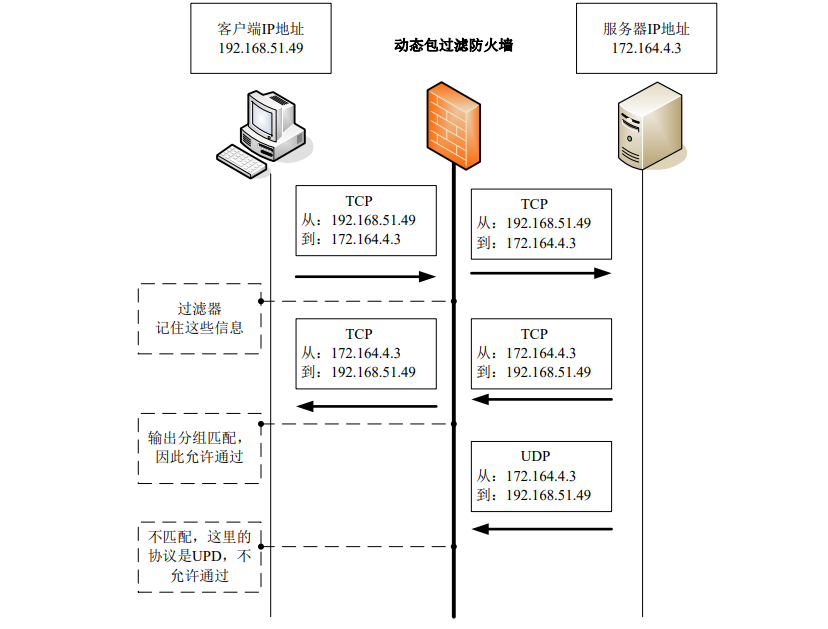 客户端IP地址
192.168.51.49
动态包过滤防火墙
服务器IP地址
172.164.4.3
TCP
从：192.168.51.49
到：172.164.4.3
TCP
从：192.168.51.49
到：172.164.4.3
过滤器
记住这些信息
TCP
从：172.164.4.3
到：192.168.51.49
TCP
从：172.164.4.3
到：192.168.51.49
输出分组匹配，
因此允许通过
UDP
从：172.164.4.3
到：192.168.51.49
不匹配，这里的
协议是UPD，不
允许通过